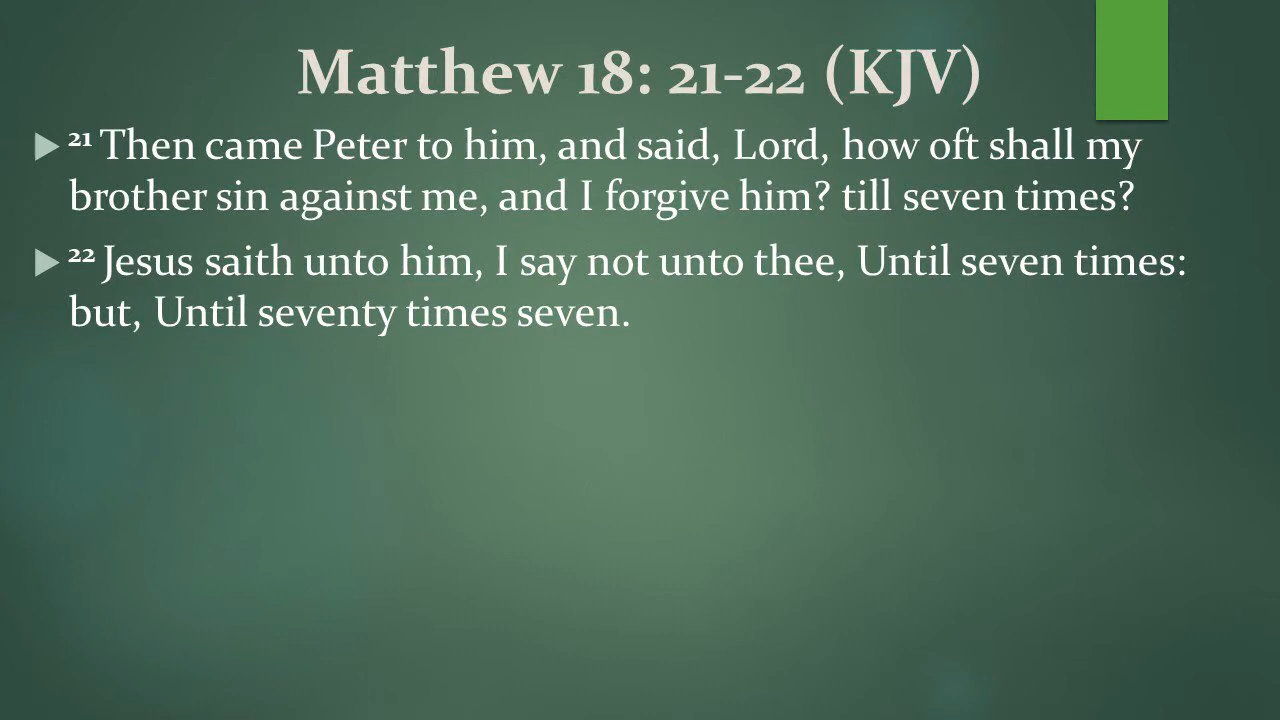 Matthew 18: 21-22 (KJV)
21 Then came Peter to him, and said, Lord, how oft shall my
brother sin against me, and I forgive him? till seven times?
22 Jesus saith unto him, I say not unto thee, Until seven times:
but, Until seventy times seven.